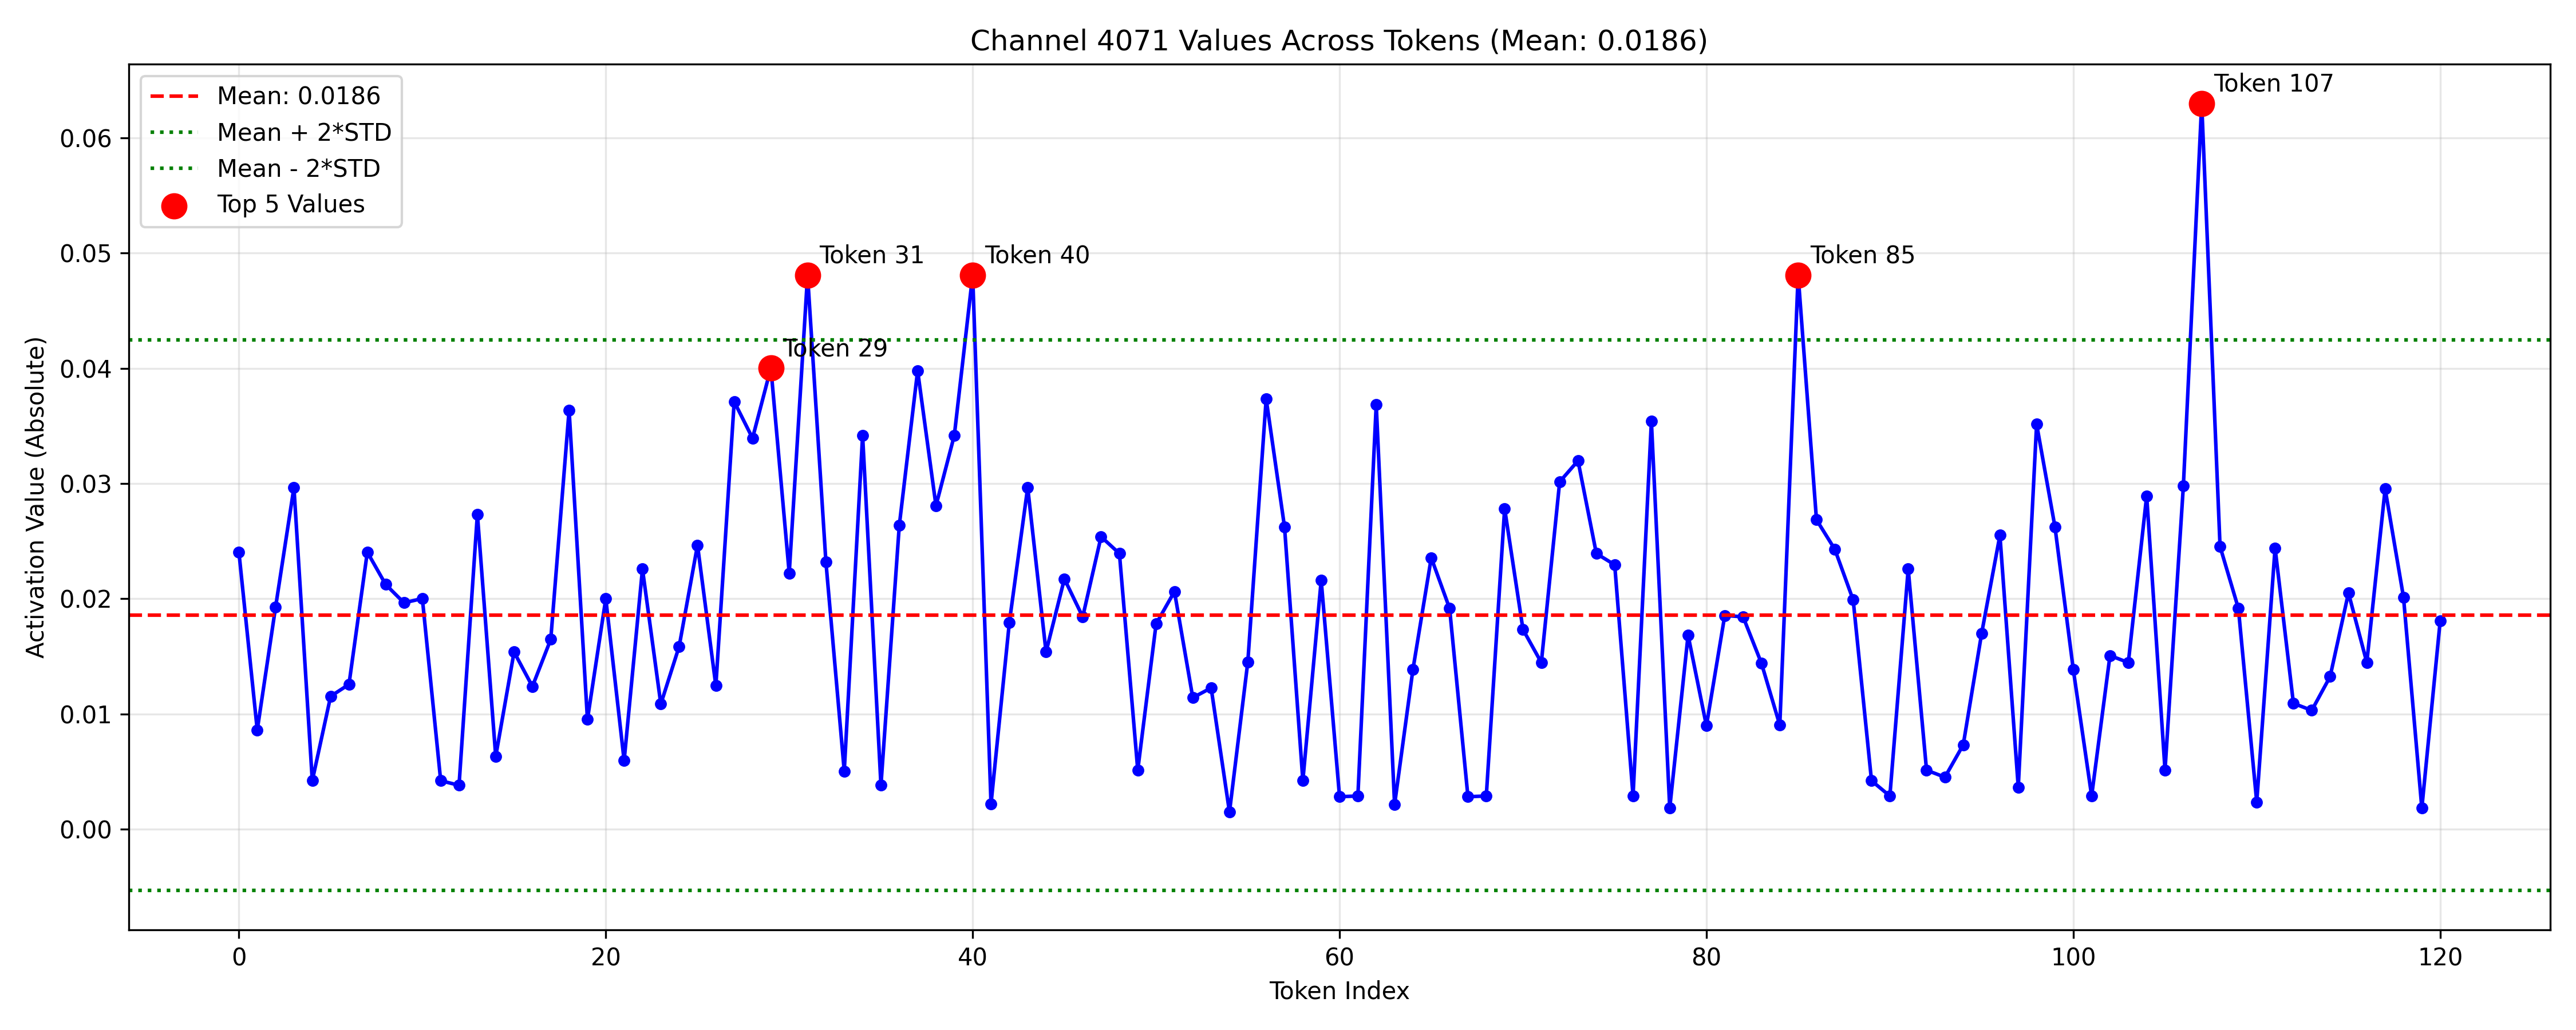 Channel 4071 Values Across Tokens (Mean: 0.0186)
Mean: 0.0186
Mean + 2*STD
Mean - 2*STD
Top 5 Values
Token 107
Token 31
Token 40
Token 85
Token 29
0.06
0.05
0.04
0.03
0.02
0.01
0.00
Activation Value (Absolute)
0
20
40
60
80
100
120
Token Index